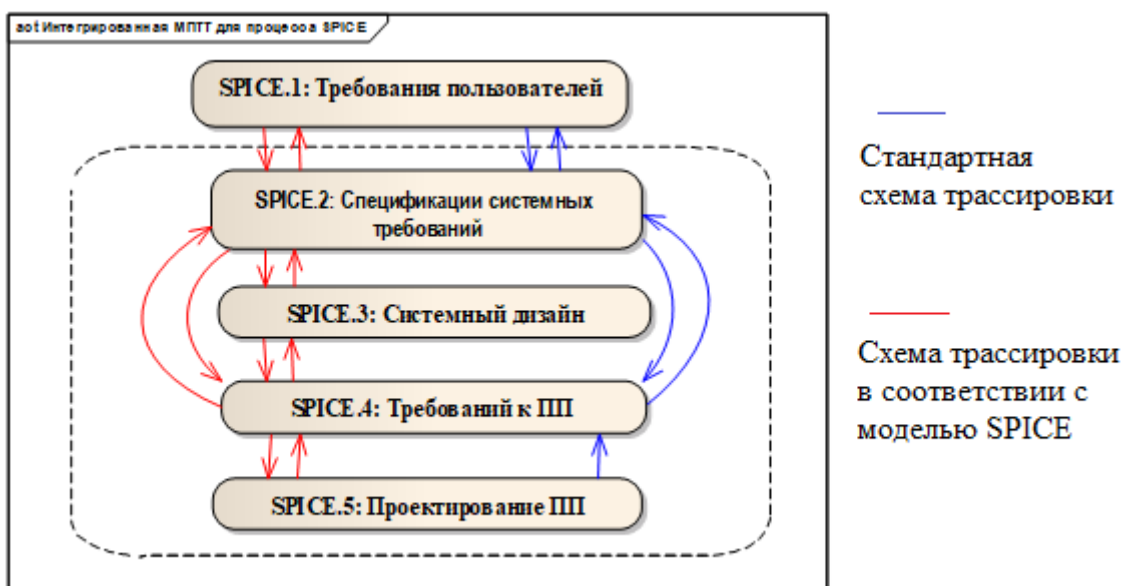 act Интегрированная МПТТ для процесса SPICE
SPICE.1: Требования пользователей
SPICE.2: Спецификации системных
требований
SPICE.3: Системный дизайн
SPICE.4: Требований к ПП
SPICE.5: Проектирование ПП
Стандартная
схема трассировки
Схема трассировки
в соответствии с
моделью SPICE